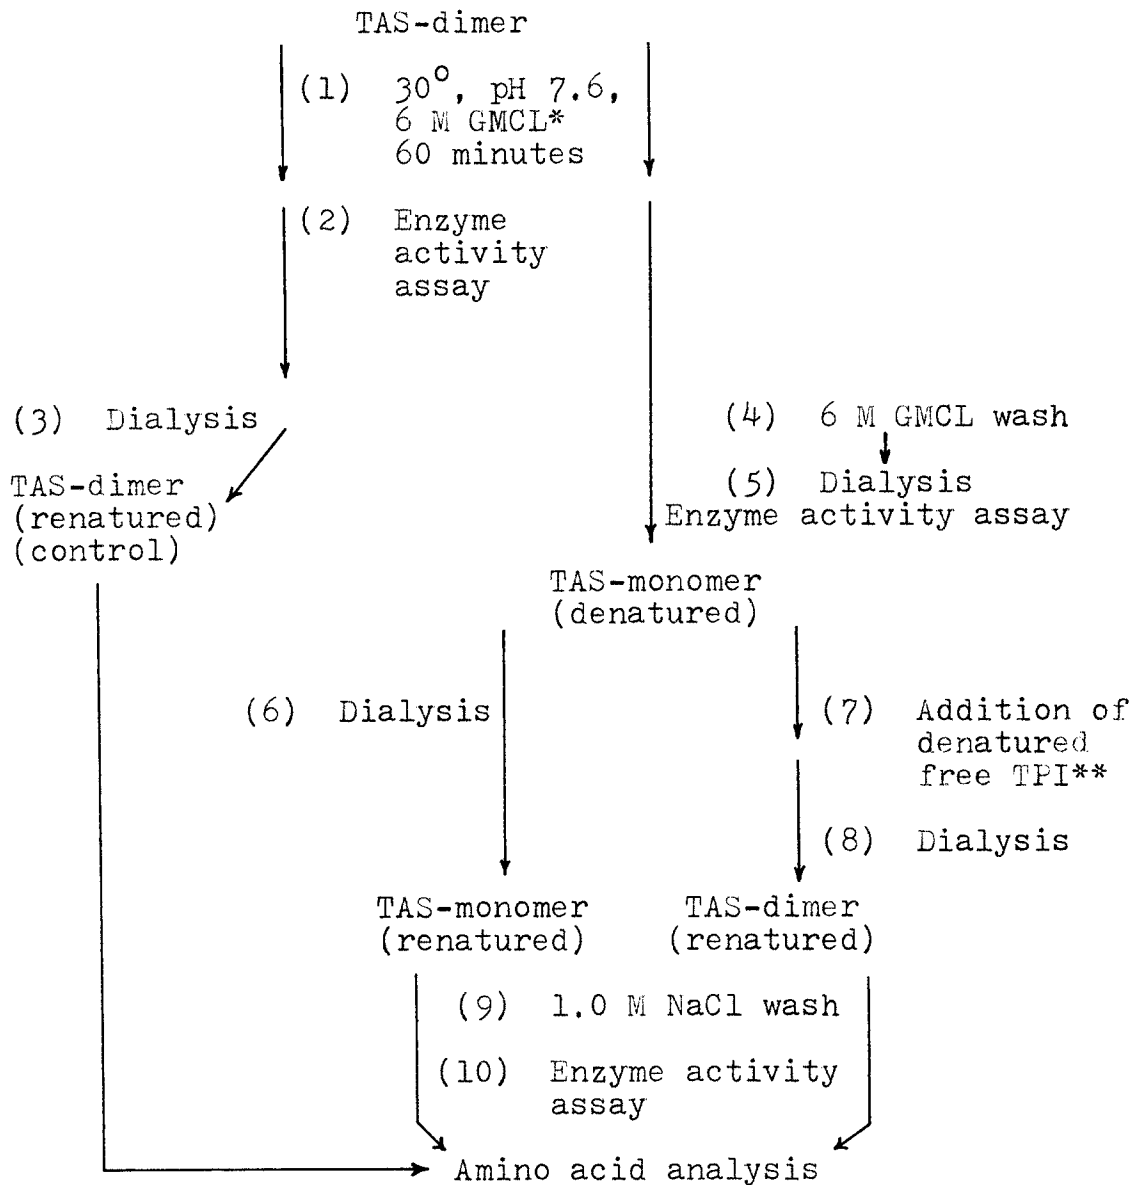 TAS-dimer
(1) 30°, pH 7.6,
6 M GMCL*
60 minutes
(2) Enzyme
activity
assay
(3) Dialysis
TAS-dimer
(renatured)
(control)
(4) 6 M GMCL wash
(5) Dialysis
Enzyme activity assay
TAS-monomer
(denatured)
(6) Dialysis
(7) Addition of
denatured
free TPI**
(8) Dialysis
TAS-monomer
(renatured)
TAS-dimer
(renatured)
(9) 1.0 M NaCl wash
(10) Enzyme activity
assay
Amino acid analysis